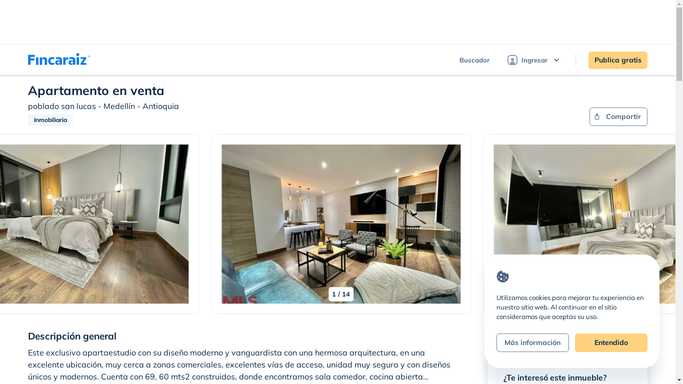 Fincaraiz
Buscador
Ingresar
Publica gratis
Apartamento en venta
poblado san lucas - Medellín - Antioquia
Inmobiliaria
Compartir
1 / 14
Utilizamos cookies para mejorar tu experiencia en
nuestro sitio web. Al continuar en el sitio
consideramos que aceptas su uso.
Más información
Entendido
Descripción general
Este exclusivo apartaestudio con su diseño moderno y vanguardista con una hermosa arquitectura, en una
excelente ubicación, muy cerca a zonas comerciales, excelentes vías de acceso, unidad muy segura y con diseños
únicos y modernos. Cuenta con 69, 60 mts2 construidos, donde encontramos sala comedor, cocina abierta...
¿Te interesó este inmueble?